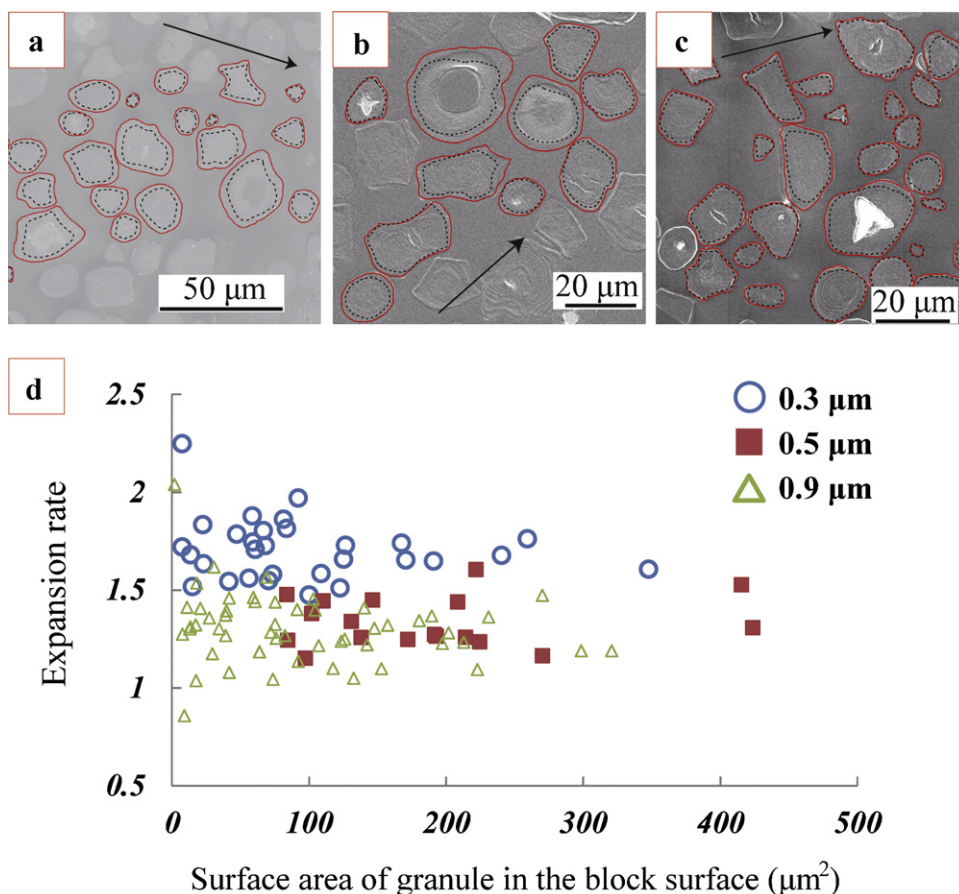 a
b
c
50 μm
20 μm
20 μm
d
2.5
2
1.5
1
0.5
0
100
200
300
400
500
Expansion rate
0.3 μm
0.5 μm
0.9 μm
Surface area of granule in the block surface (μm²)